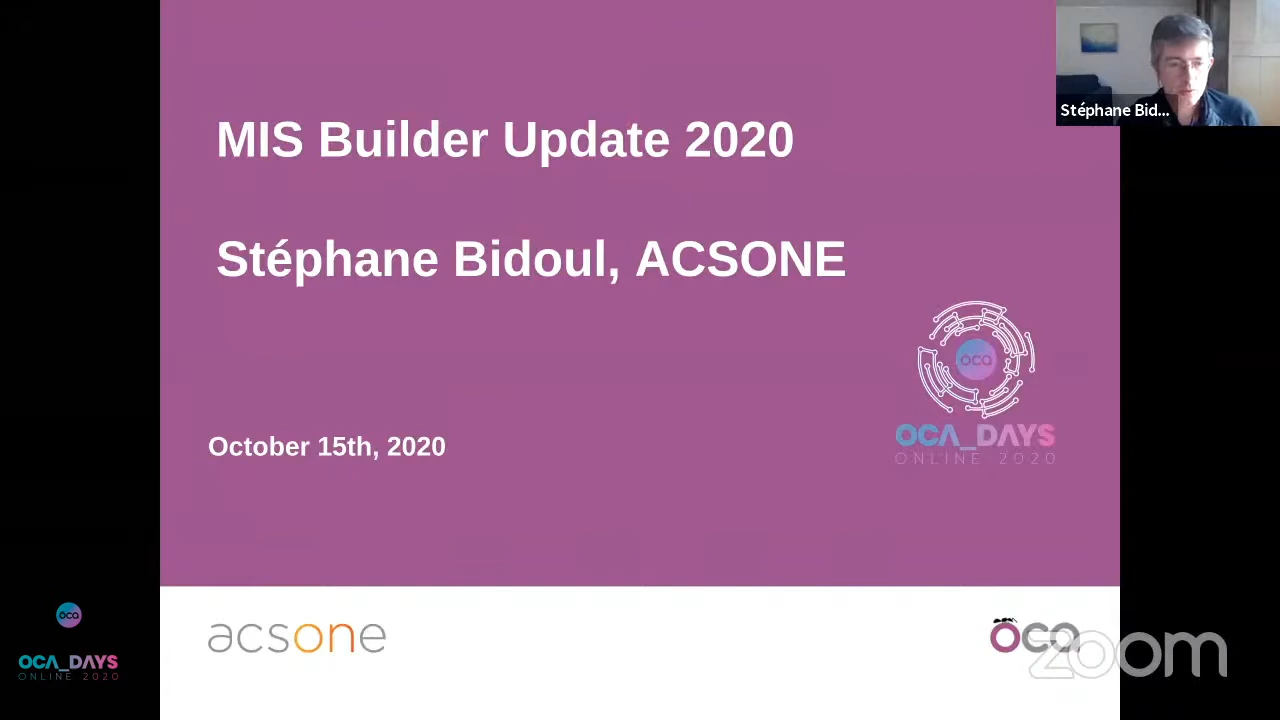 MIS Builder Update 2020
Stéphane Bid...
Stéphane Bidoul, ACSONE
oca
OCA_DAYS
ONLINE 2020
October 15th, 2020
oca
OCA_DAYS
ONLINE 2020
acsone
oca
zoom